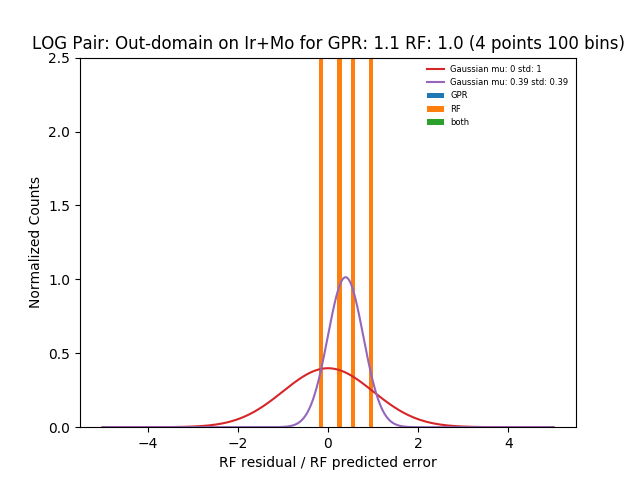 LOG Pair: Out-domain on Ir+Mo for GPR: 1.1 RF: 1.0 (4 points 100 bins)
Gaussian mu: 0 std: 1
Gaussian mu: 0.39 std: 0.39
GPR
RF
both
Normalized Counts
2.5
2.0
1.5
1.0
0.5
0.0
−4 −2 0 2 4
RF residual / RF predicted error